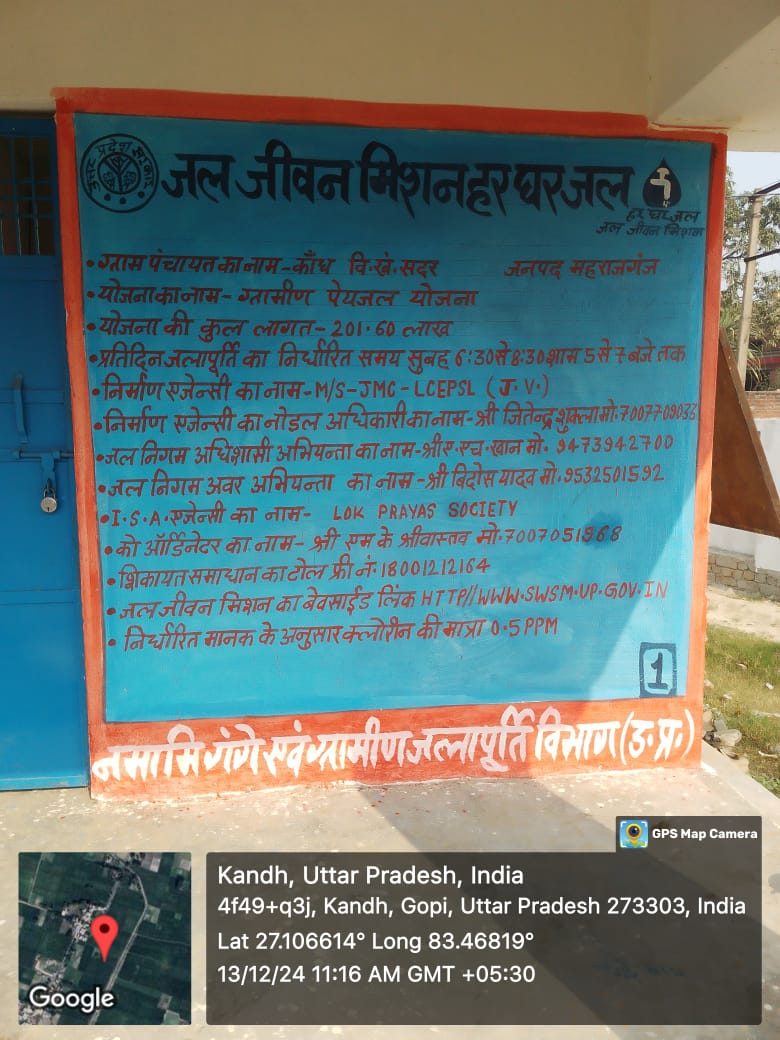 उत्तर प्रदेश सरकार
जल जीवन मिशन हर घर जल
हर घर जल
जल जीवन मिशन
• ग्राम पंचायत का नाम - काँध वि. खं. सदर जनपद महराजगंज
• योजना का नाम - ग्रामीण पेयजल योजना
• योजना की कुल लागत - 201.60 लाख
• प्रतिदिन जलापूर्ति का निर्धारित समय सुबह 6:30 से 8:30 शाम 5 से 7 बजे तक
• निर्माण एजेन्सी का नाम - M/S - JMC - LCEPSL (J.V.)
• निर्माण एजेन्सी का नोडल अधिकारी का नाम - श्री जितेन्द्र शुक्ला मो. 7007709033
• जल निगम अधिशासी अभियन्ता का नाम - श्री ए. एच. खान मो. 9473942700
• जल निगम अवर अभियन्ता का नाम - श्री विदोस यादव मो. 9532501592
• I.S.A. एजेन्सी का नाम - LOK PRAYAS SOCIETY
• को ऑर्डिनेटर का नाम - श्री एम के श्रीवास्तव मो. 7007051968
• शिकायत समाधान का टोल फ्री नं. 18001212164
• जल जीवन मिशन का बेवसाईड लिंक HTTP//WWW.SWSM.UP.GOV.IN
• निर्धारित मानक के अनुसार क्लोरीन की मात्रा 0.5 PPM
1
नमामि गंगे एवं ग्रामीण जलापूर्ति विभाग (उ.प्र.)
GPS Map Camera
Kandh, Uttar Pradesh, India
4f49+q3j, Kandh, Gopi, Uttar Pradesh 273303, India
Lat 27.106614° Long 83.46819°
13/12/24 11:16 AM GMT +05:30
Google